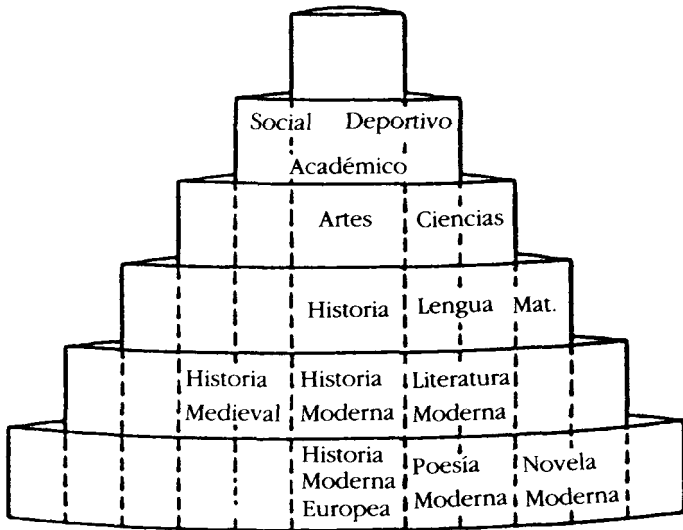 Social Deportivo
Académico
Artes Ciencias
Historia Lengua Mat.
Historia Historia Literatura
Medieval Moderna Moderna
Historia
Moderna
Europea
Poesía
Moderna
Novela
Moderna